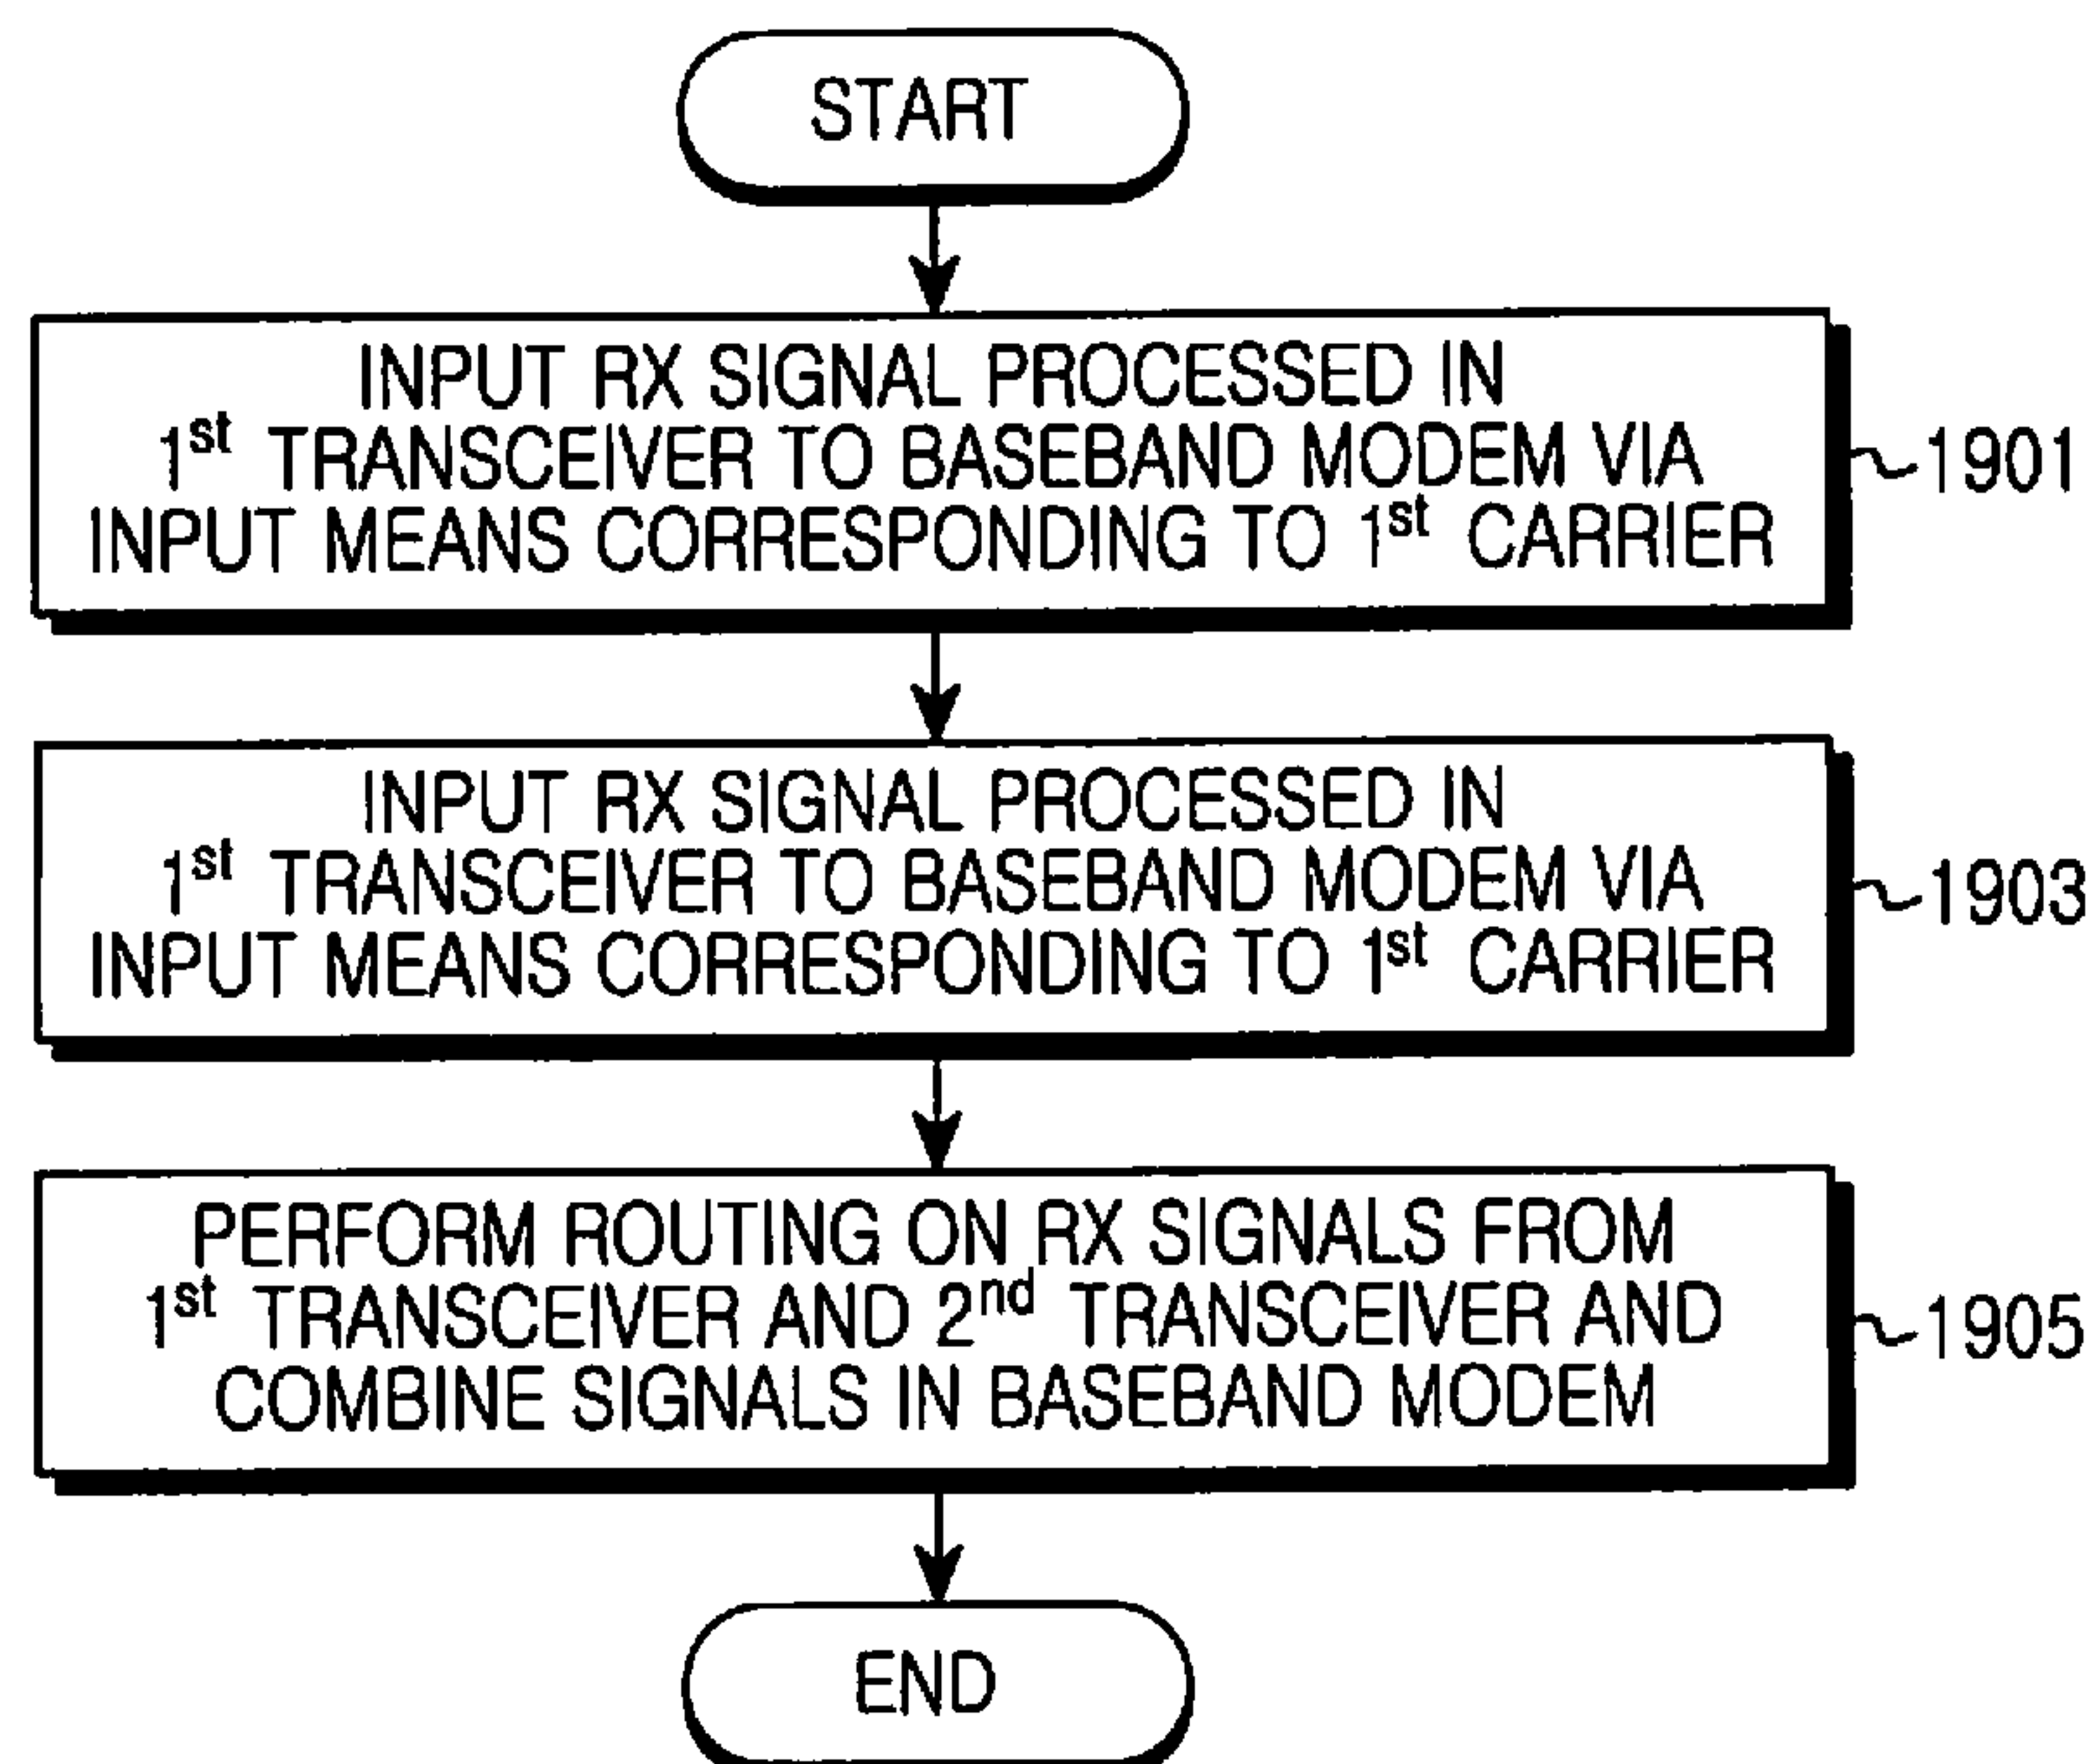 START
INPUT RX SIGNAL PROCESSED IN
1st TRANSCEIVER TO BASEBAND MODEM VIA
INPUT MEANS CORRESPONDING TO 1st CARRIER
1901
INPUT RX SIGNAL PROCESSED IN
1st TRANSCEIVER TO BASEBAND MODEM VIA
INPUT MEANS CORRESPONDING TO 1st CARRIER
1903
PERFORM ROUTING ON RX SIGNALS FROM
1st TRANSCEIVER AND 2nd TRANSCEIVER AND
COMBINE SIGNALS IN BASEBAND MODEM
1905
END